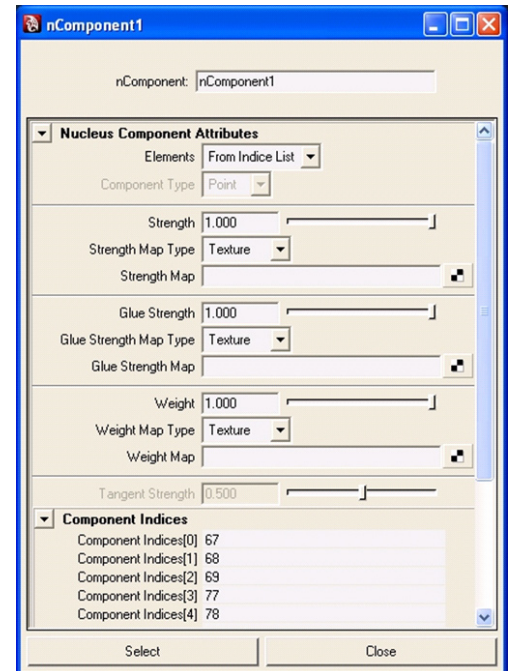 nComponent1
nComponent: nComponent1
Nucleus Component Attributes
Elements From Indice List
Component Type Point
Strength 1.000
Strength Map Type Texture
Strength Map
Glue Strength 1.000
Glue Strength Map Type Texture
Glue Strength Map
Weight 1.000
Weight Map Type Texture
Weight Map
Tangent Strength 0.500
Component Indices
Component Indices[0] 67
Component Indices[1] 68
Component Indices[2] 69
Component Indices[3] 77
Component Indices[4] 78
Select Close